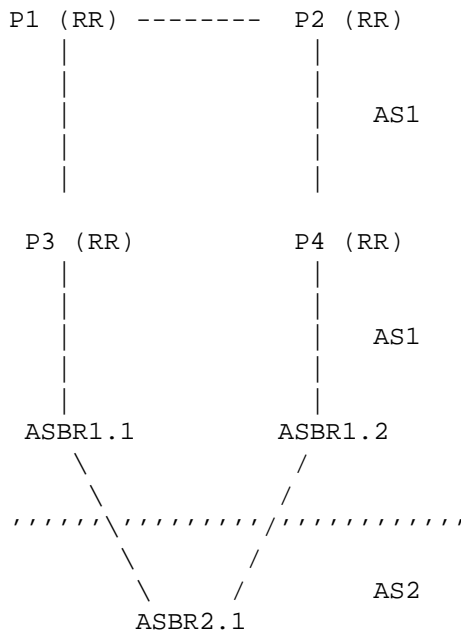 P1 (RR) -------- P2 (RR)
AS1
P3 (RR) P4 (RR)
AS1
ASBR1.1 ASBR1.2
AS2
ASBR2.1